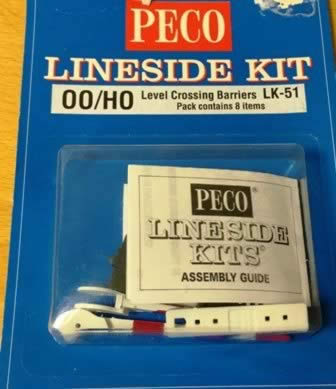 PECO
LINESIDE KIT
OO/HO Level Crossing Barriers LK-51
Pack contains 8 items
PECO®
LINESIDE
KITS®
ASSEMBLY GUIDE